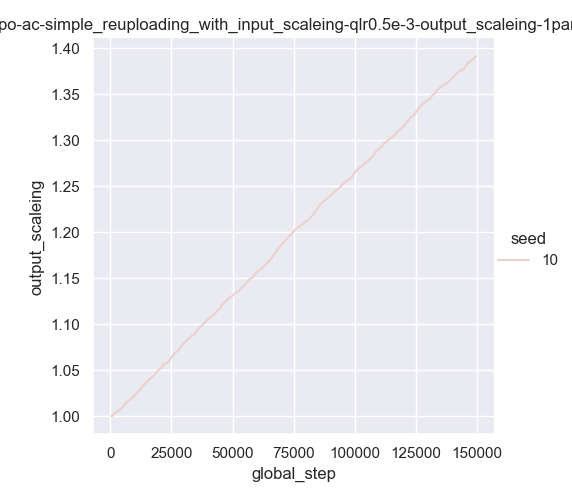 po-ac-simple_reuploading_with_input_scaleing-qlr0.5e-3-output_scaleing-1par
1.40
1.35
1.30
1.25
1.20
1.15
1.10
1.05
1.00
output_scaleing
0 25000 50000 75000 100000 125000 150000
global_step
seed
10